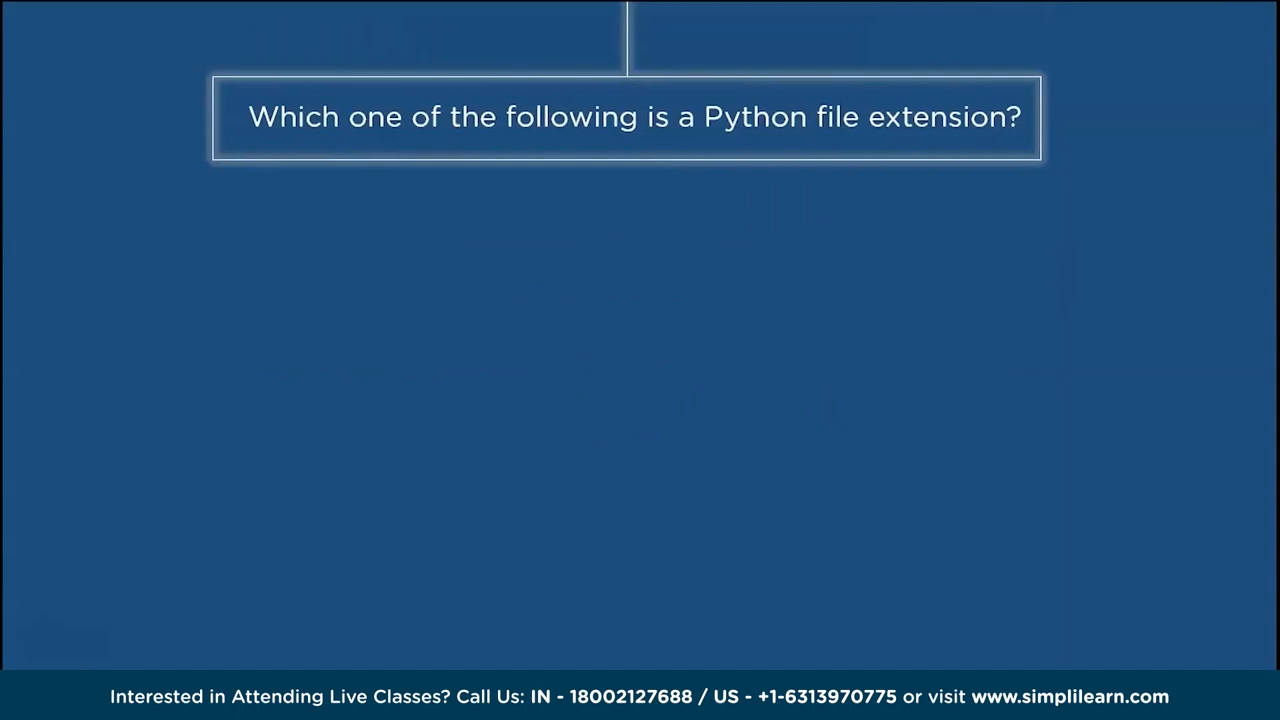 Which one of the following is a Python file extension?
Interested in Attending Live Classes? Call Us: IN - 18002127688 / US - +1-6313970775 or visit www.simplilearn.com